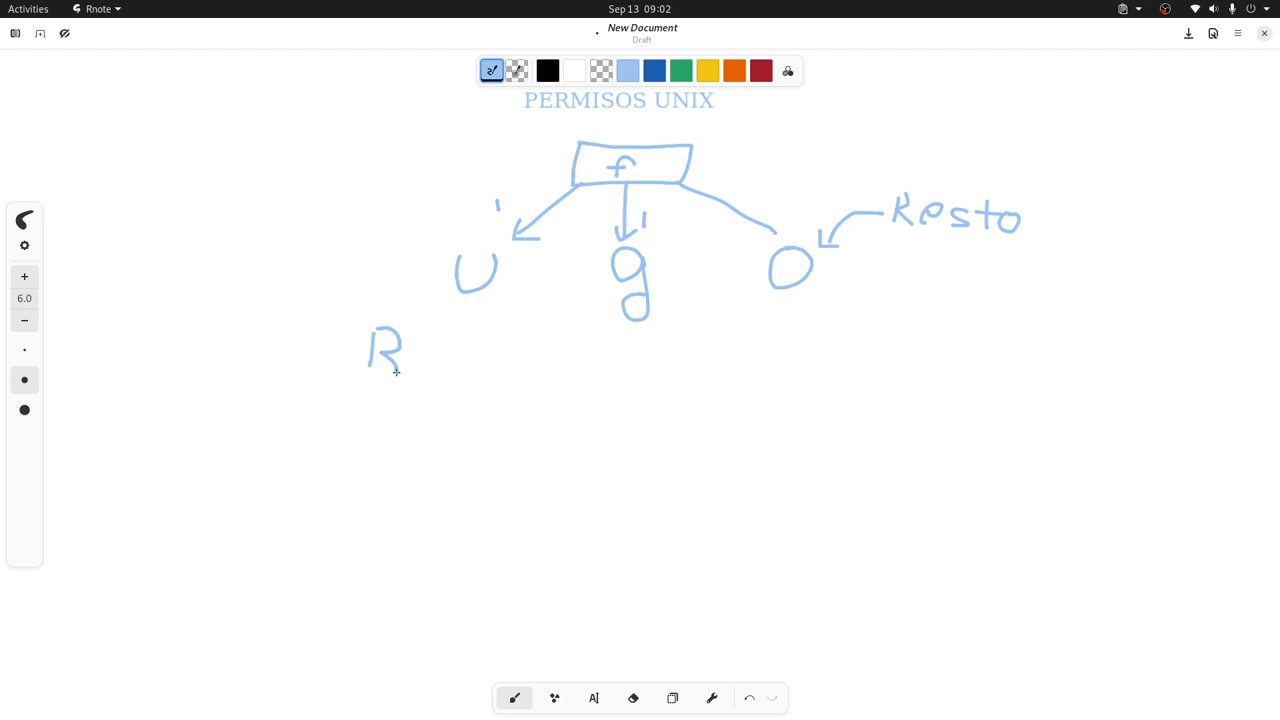 Activities Rnote Sep 13 09:02
New Document
Draft
PERMISOS UNIX
f
Resto
U g O
6.0
R